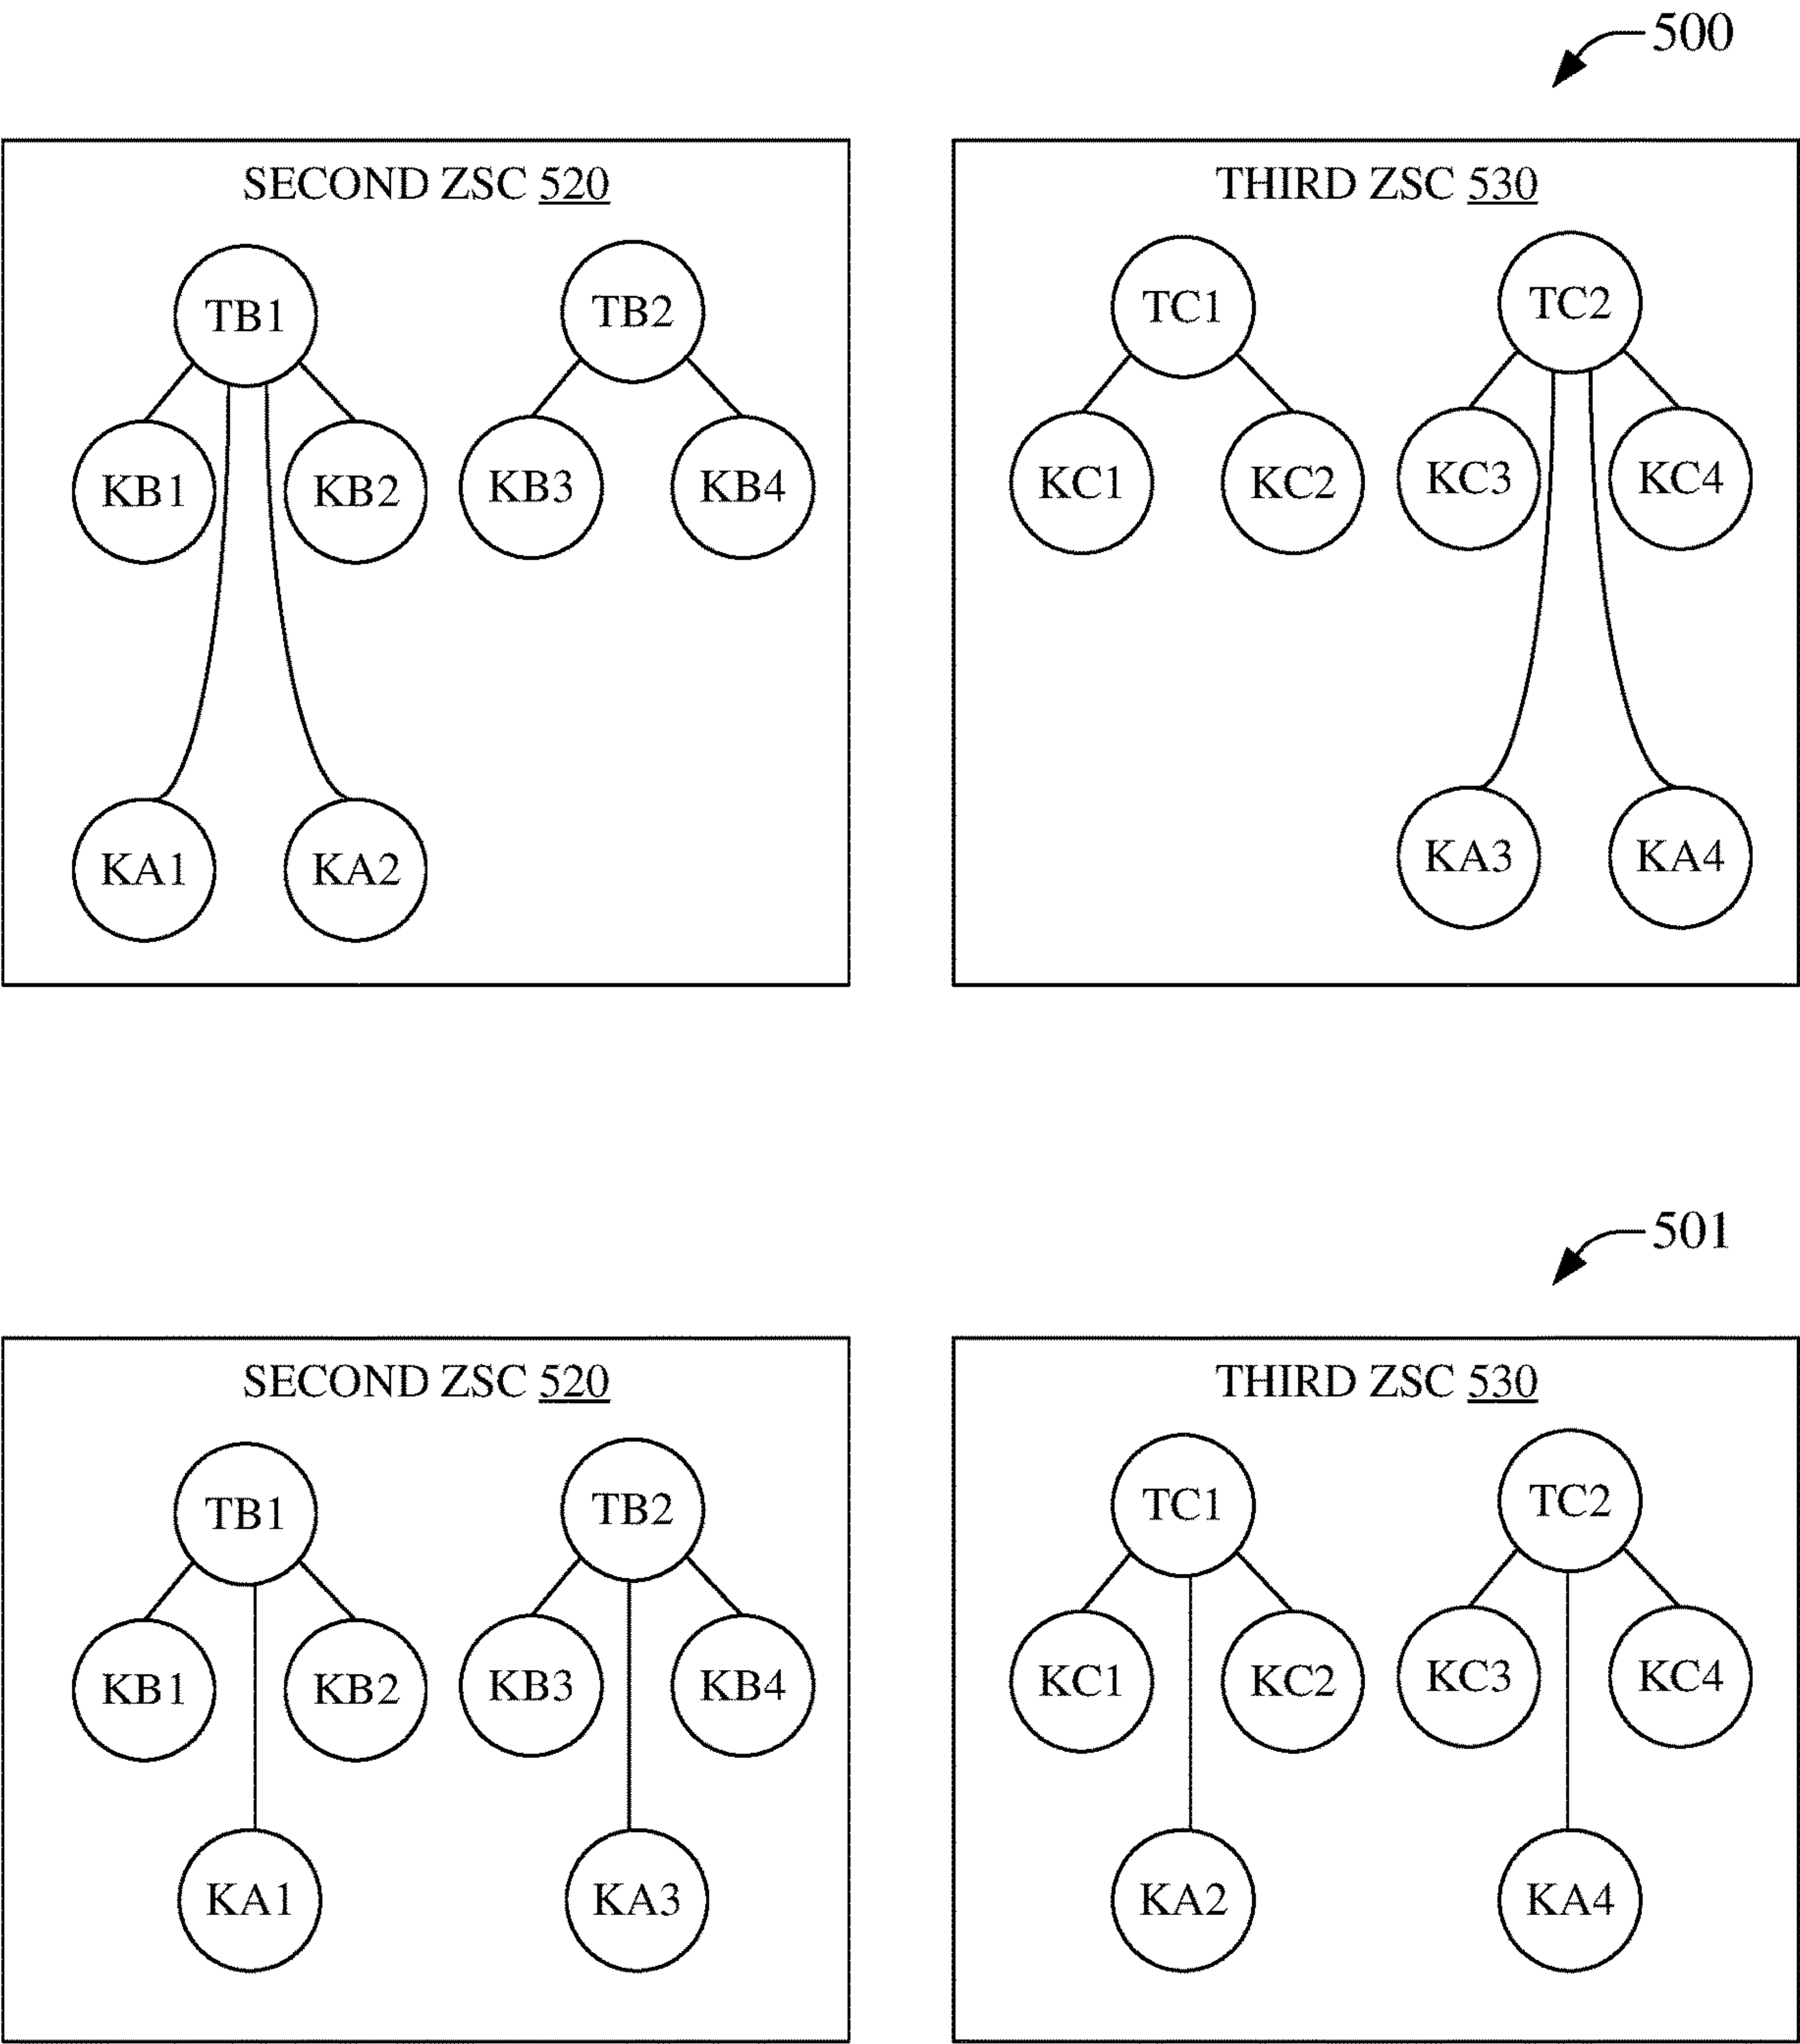 500
SECOND ZSC 520
THIRD ZSC 530
TB1 TB2 TC1 TC2
KB1 KB2 KB3 KB4 KC1 KC2 KC3 KC4
KA1 KA2 KA3 KA4
501
SECOND ZSC 520
THIRD ZSC 530
TB1 TB2 TC1 TC2
KB1 KB2 KB3 KB4 KC1 KC2 KC3 KC4
KA1 KA3 KA2 KA4